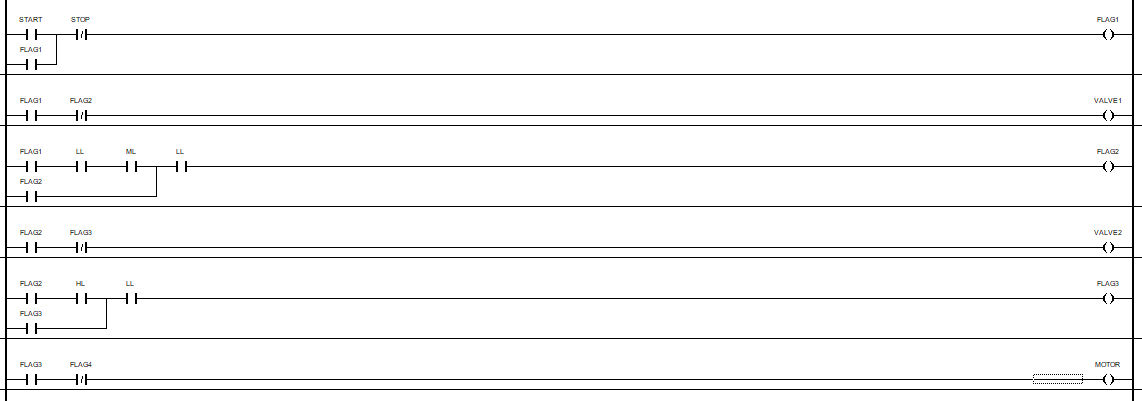 START STOP FLAG1
FLAG1
FLAG1 FLAG2 VALVE1
FLAG1 LL ML LL FLAG2
FLAG2
FLAG2 FLAG3 VALVE2
FLAG2 HL LL FLAG3
FLAG3
FLAG3 FLAG4 MOTOR